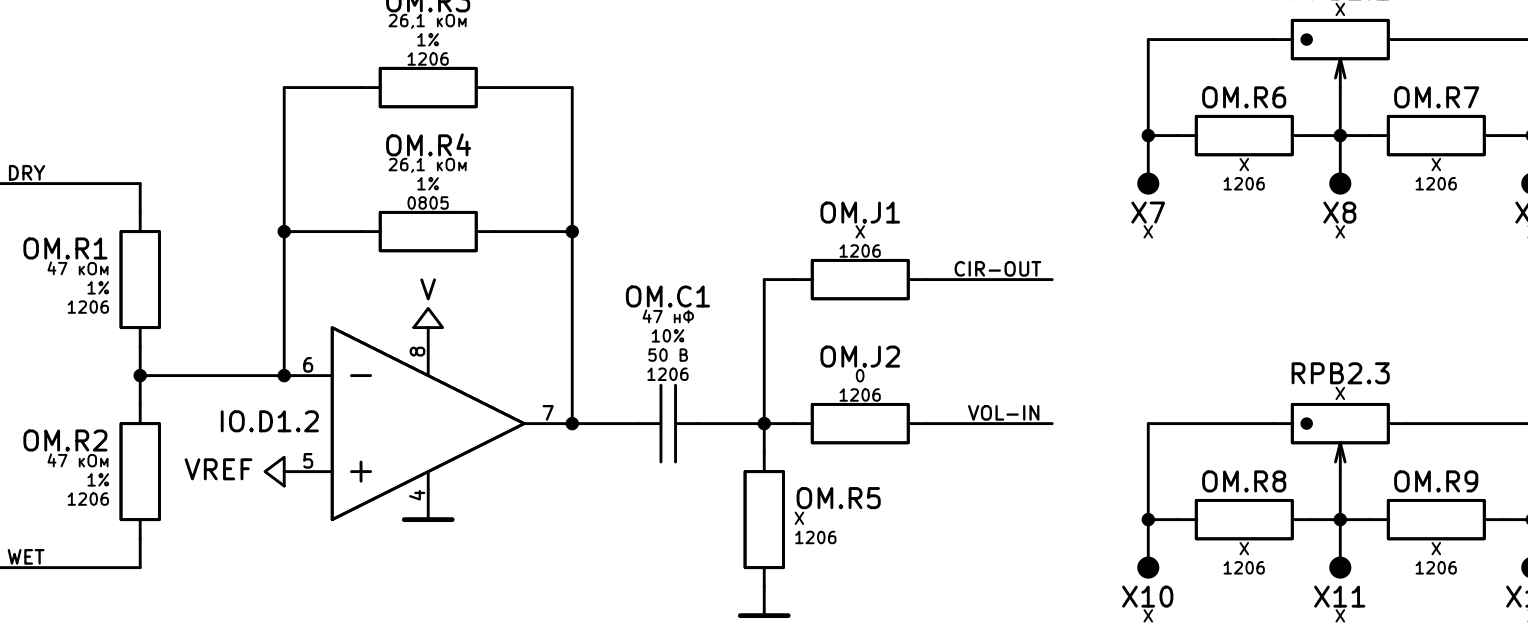 OM.R3
26,1 кОм
1%
1206
OM.R4
26,1 кОм
1%
0805
DRY
OM.R1
47 кОм
1%
1206
OM.R2
47 кОм
1%
1206
WET
V
8
6
IO.D1.2
VREF
5
4
7
OM.C1
47 нФ
10%
50 В
1206
OM.J1
X
1206
CIR-OUT
OM.J2
0
1206
VOL-IN
OM.R5
X
1206
X
OM.R6
X
1206
OM.R7
X
1206
X7
X
X8
X
RPB2.3
X
OM.R8
X
1206
OM.R9
X
1206
X10
X
X11
X